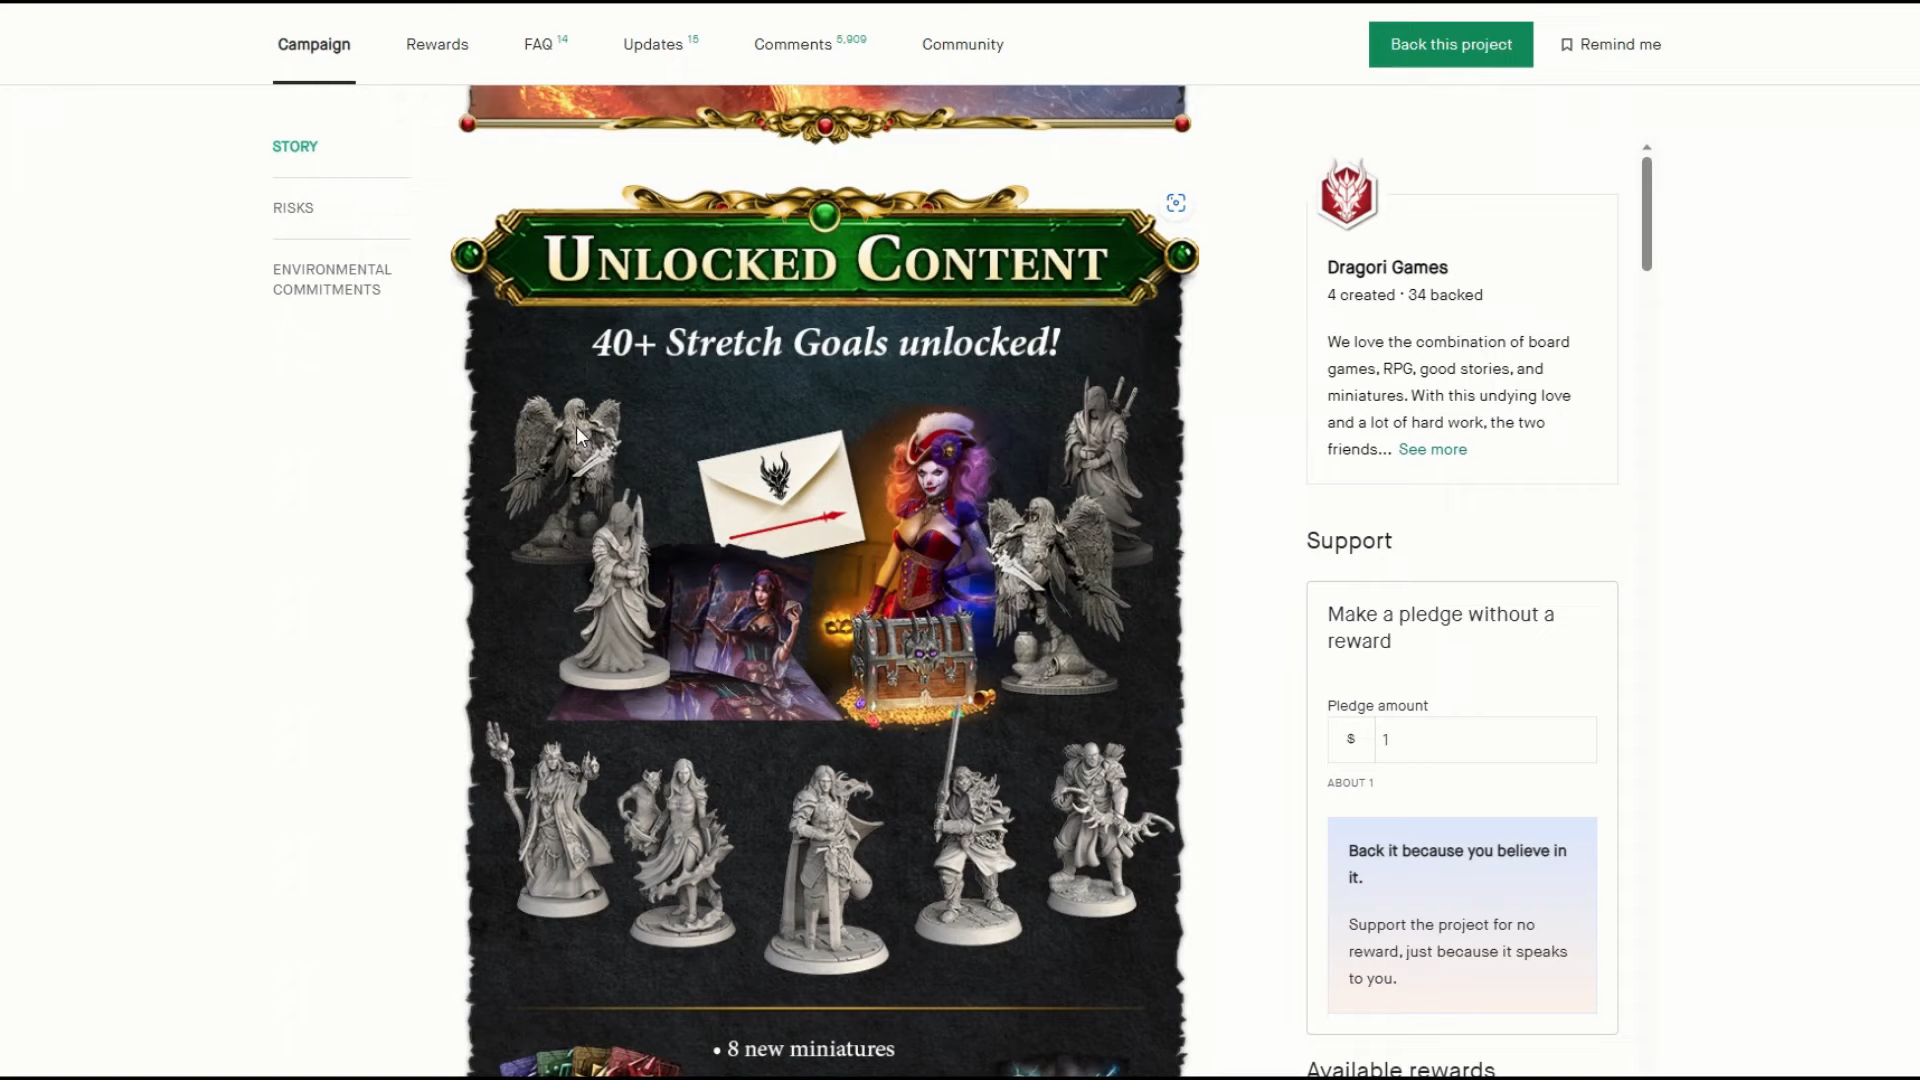 Campaign
Rewards
FAQ 14
Updates 15
Comments 5,909
Community
Back this project
Remind me
STORY
RISKS
ENVIRONMENTAL
COMMITMENTS
UNLOCKED CONTENT
40+ Stretch Goals unlocked!
• 8 new miniatures
Dragori Games
4 created · 34 backed
We love the combination of board
games, RPG, good stories, and
miniatures. With this undying love
and a lot of hard work, the two
friends... See more
Support
Make a pledge without a
reward
Pledge amount
$ 1
ABOUT 1
Back it because you believe in
it.
Support the project for no
reward, just because it speaks
to you.
Available rewards